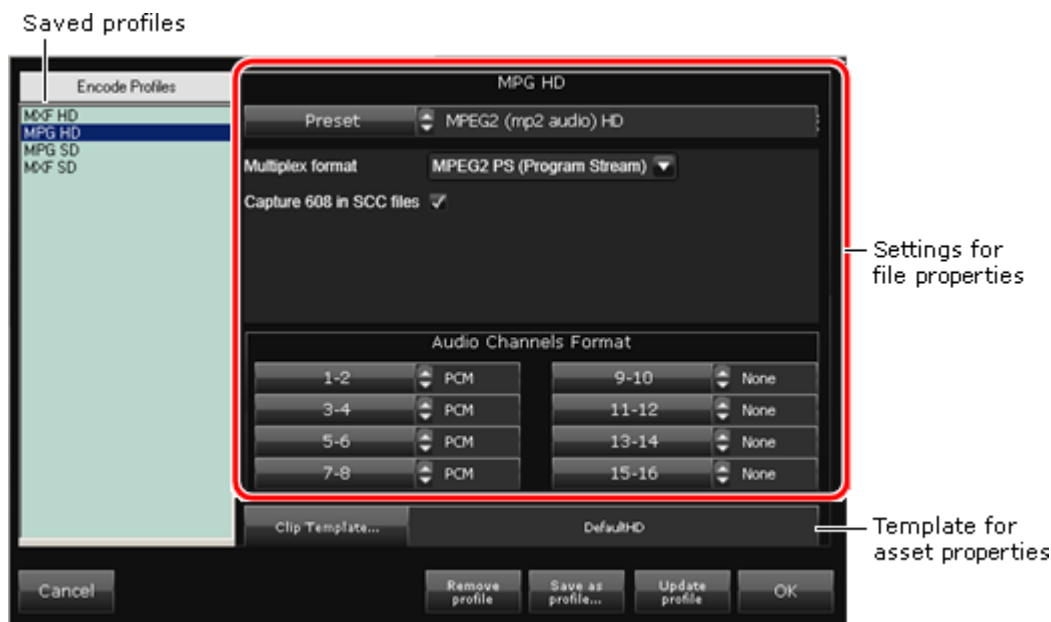 Saved profiles
Encode Profiles
MXF HD
MPG HD
MPG SD
MXF SD
MPG HD
Preset MPEG2 (mp2 audio) HD
Multiplex format MPEG2 PS (Program Stream)
Capture 608 in SCC files
Settings for
file properties
Audio Channels Format
1-2 PCM 9-10 None
3-4 PCM 11-12 None
5-6 PCM 13-14 None
7-8 PCM 15-16 None
Clip Template... DefaultHD
Template for
asset properties
Cancel
Remove
profile
Save as
profile...
Update
profile
OK